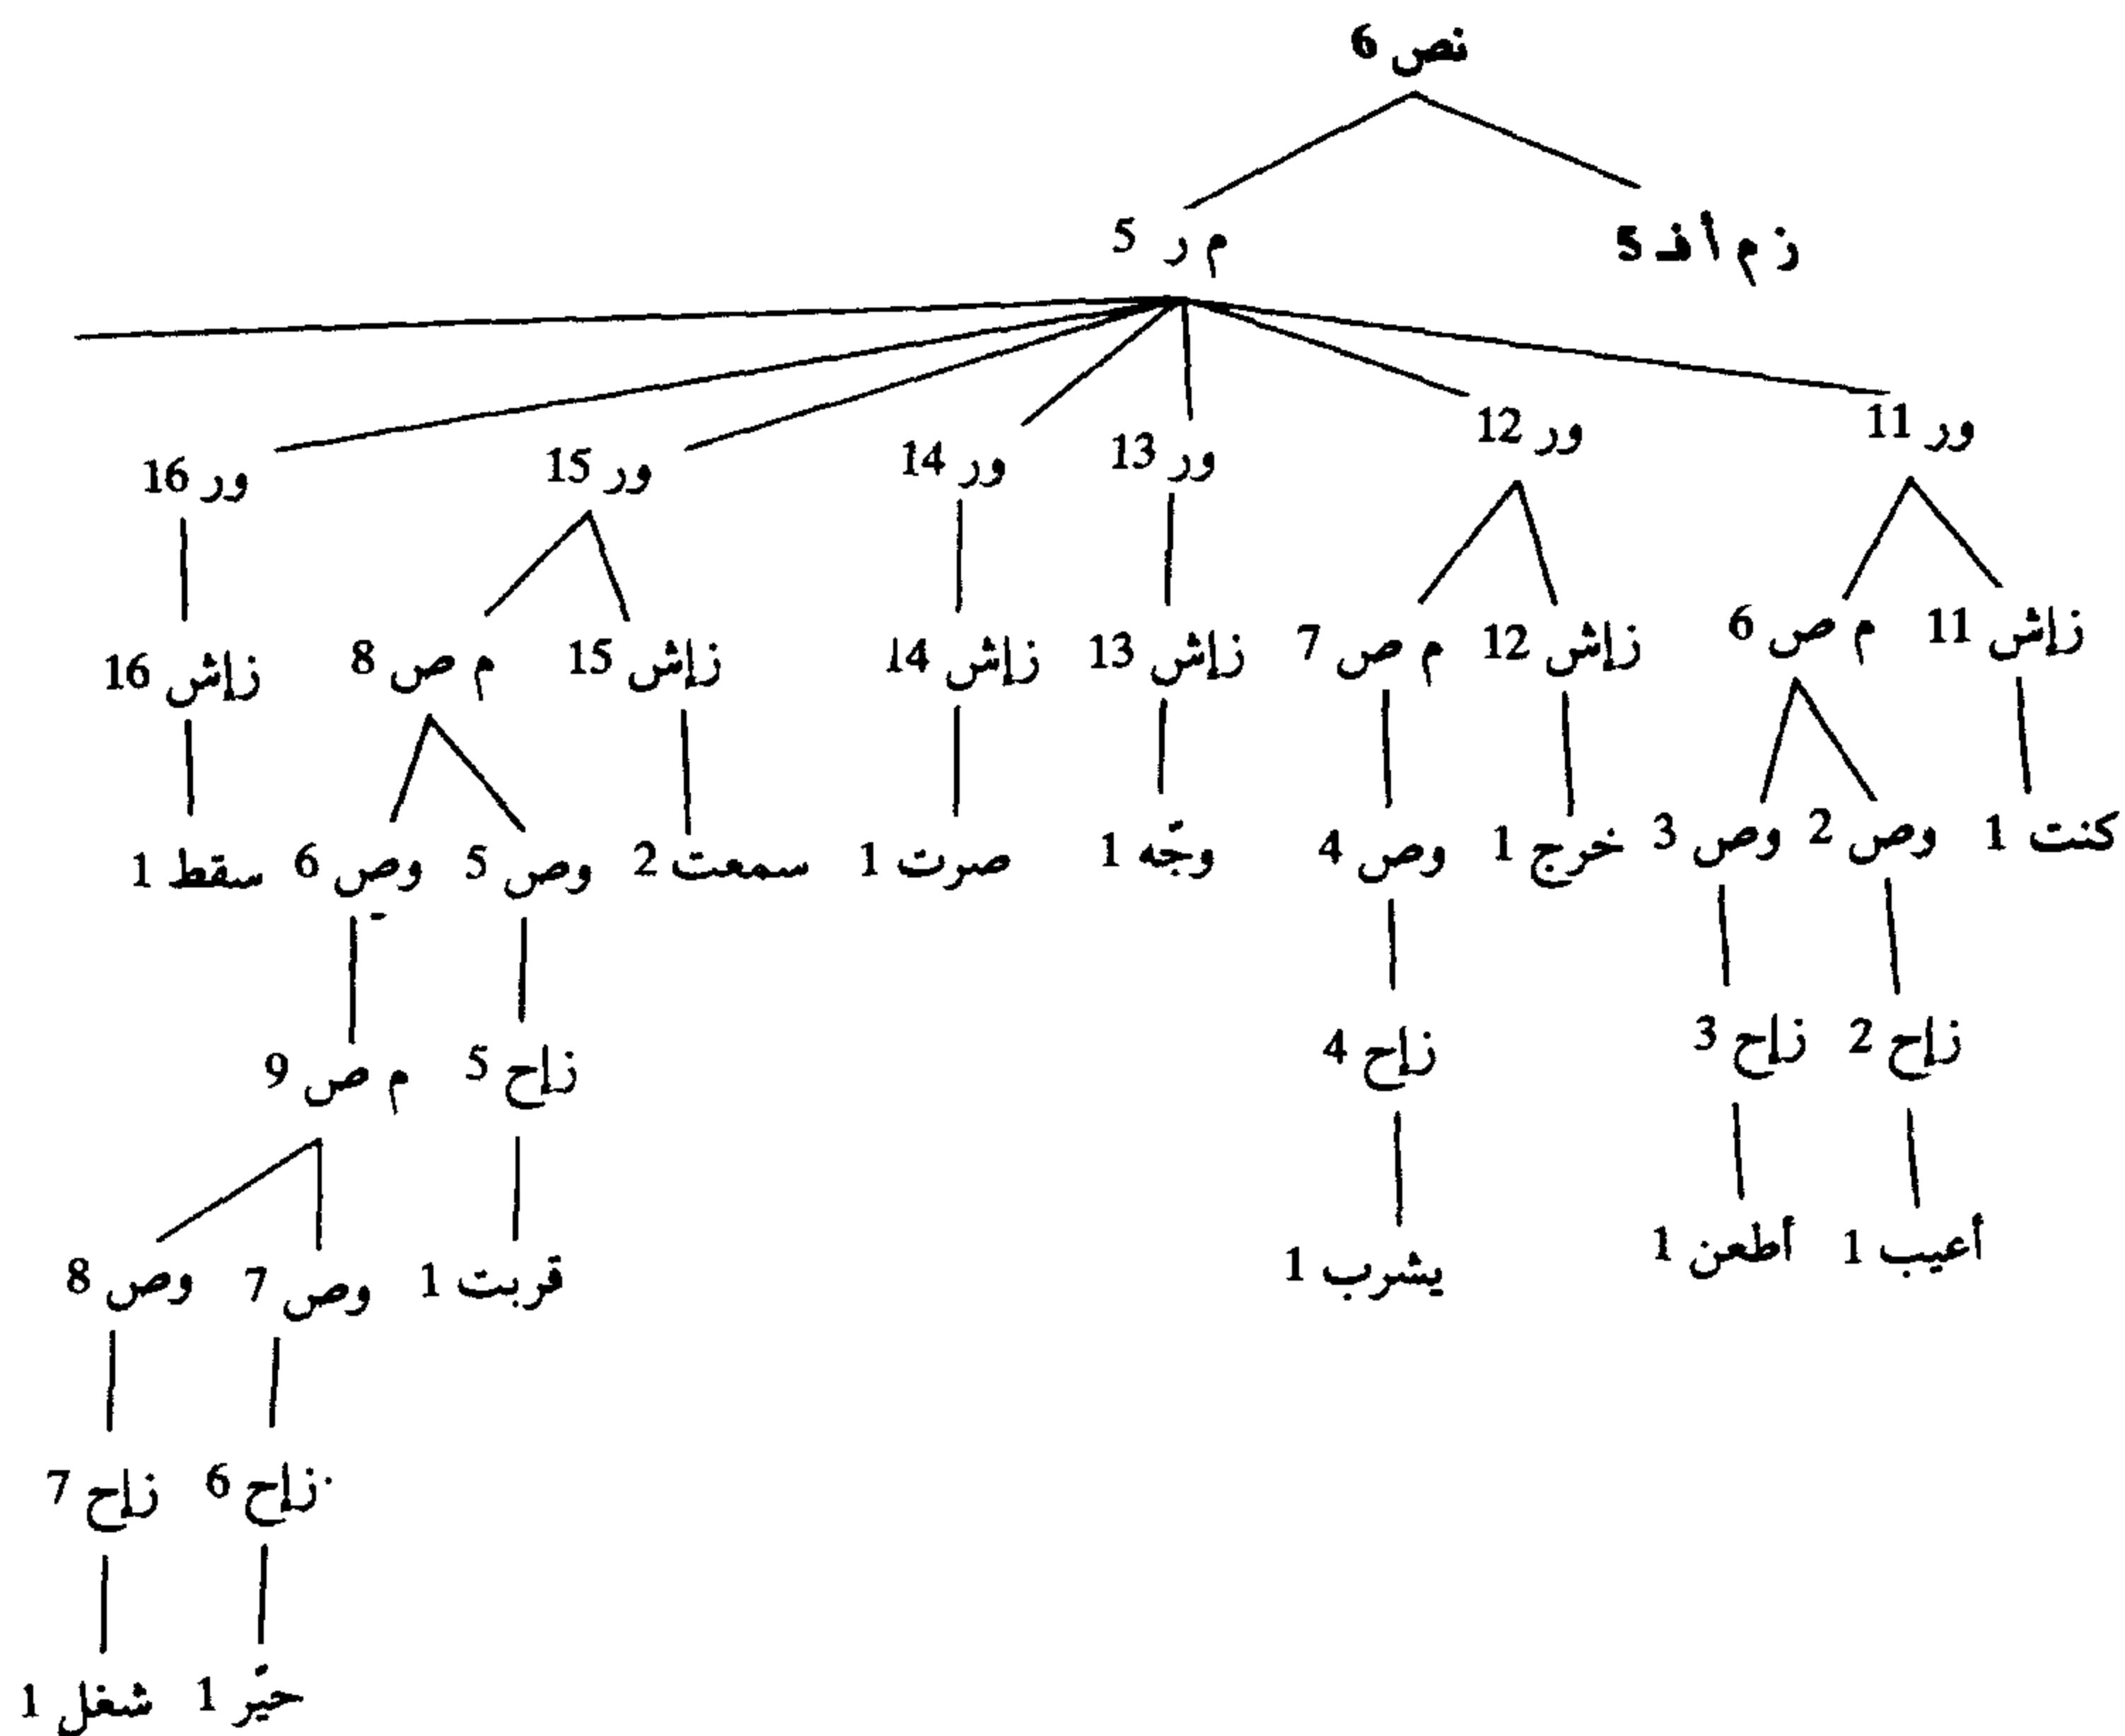 نص 6
م ر 5
ز م أ ف 5
ور 11
ور 12
ور 13
ور 14
ور 15
ور 16
زإش 11
م ص 6
زإش 12
م ص 7
زإش 13
زإش 14
زإش 15
م ص 8
زإش 16
كنت 1
وص 2
وص 3
خرج 1
وص 4
وجّه 1
صرت 1
سمعت 2
وص 5
وص 6
سقط 1
زإح 2
زإح 3
زإح 4
زإح 5
م ص 9
أعيب 1
أطعن 1
يشرب 1
قربت 1
وص 7
وص 8
زإح 6
زإح 7
حيّر 1
شغل 1